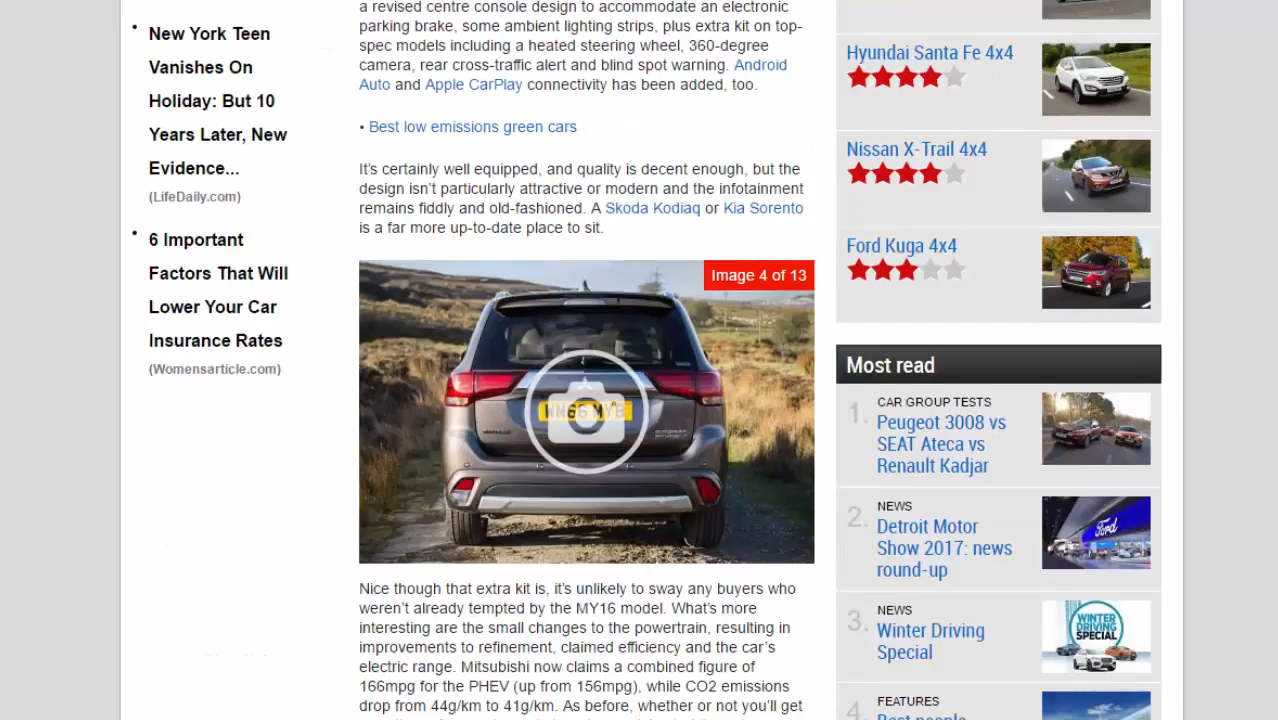 New York Teen
Vanishes On
Holiday: But 10
Years Later, New
Evidence...
(LifeDaily.com)
6 Important
Factors That Will
Lower Your Car
Insurance Rates
(Womensarticle.com)
a revised centre console design to accommodate an electronic
parking brake, some ambient lighting strips, plus extra kit on top-
spec models including a heated steering wheel, 360-degree
camera, rear cross-traffic alert and blind spot warning. Android
Auto and Apple CarPlay connectivity has been added, too.
• Best low emissions green cars
It's certainly well equipped, and quality is decent enough, but the
design isn't particularly attractive or modern and the infotainment
remains fiddly and old-fashioned. A Skoda Kodiaq or Kia Sorento
is a far more up-to-date place to sit.
Image 4 of 13
Nice though that extra kit is, it's unlikely to sway any buyers who
weren't already tempted by the MY16 model. What's more
interesting are the small changes to the powertrain, resulting in
improvements to refinement, claimed efficiency and the car's
electric range. Mitsubishi now claims a combined figure of
166mpg for the PHEV (up from 156mpg), while CO2 emissions
drop from 44g/km to 41g/km. As before, whether or not you'll get
Hyundai Santa Fe 4x4
Nissan X-Trail 4x4
Ford Kuga 4x4
Most read
1. CAR GROUP TESTS
Peugeot 3008 vs
SEAT Ateca vs
Renault Kadjar
2. NEWS
Detroit Motor
Show 2017: news
round-up
Ford
3. NEWS
Winter Driving
Special
WINTER
DRIVING
SPECIAL
4. FEATURES
Best people